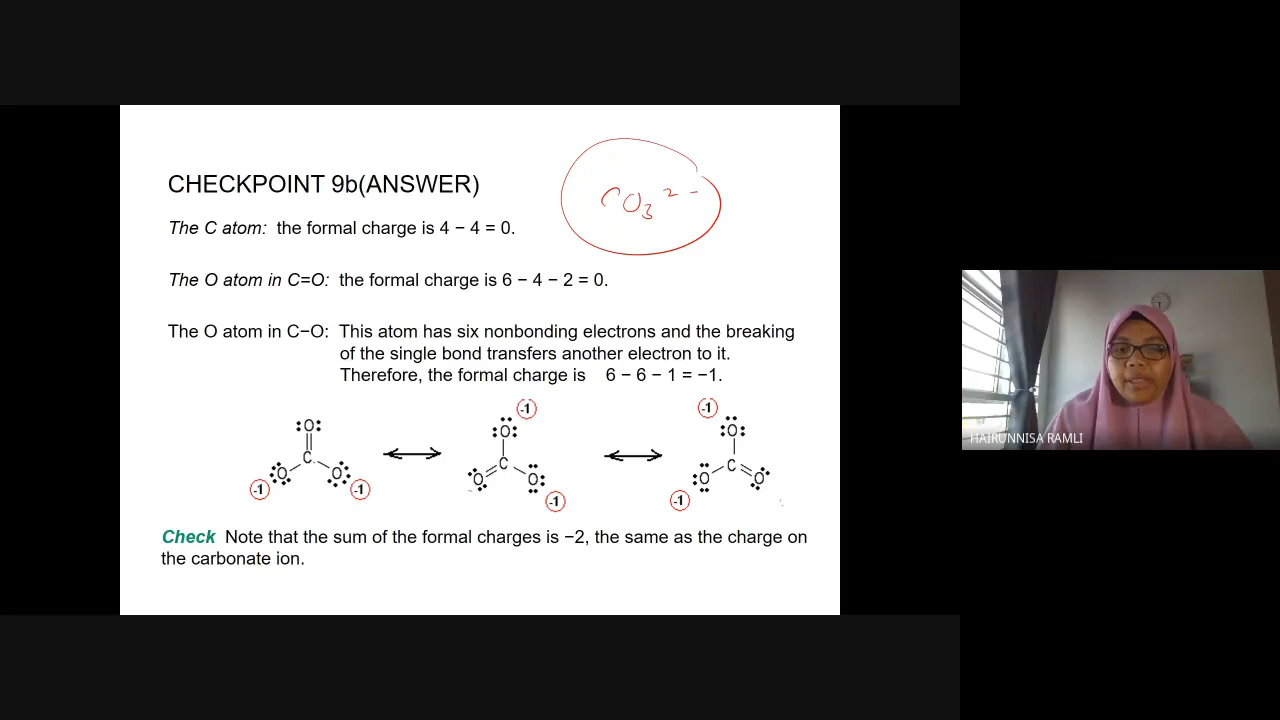 CHECKPOINT 9b(ANSWER)
CO₃²⁻
The C atom: the formal charge is 4 − 4 = 0.
The O atom in C=O: the formal charge is 6 − 4 − 2 = 0.
The O atom in C−O: This atom has six nonbonding electrons and the breaking
of the single bond transfers another electron to it.
Therefore, the formal charge is 6 − 6 − 1 = −1.
-1 -1
O O O
C C C
O O O O O O
-1 -1 -1 -1
Check Note that the sum of the formal charges is −2, the same as the charge on
the carbonate ion.
HAIRUNNISA RAMLI